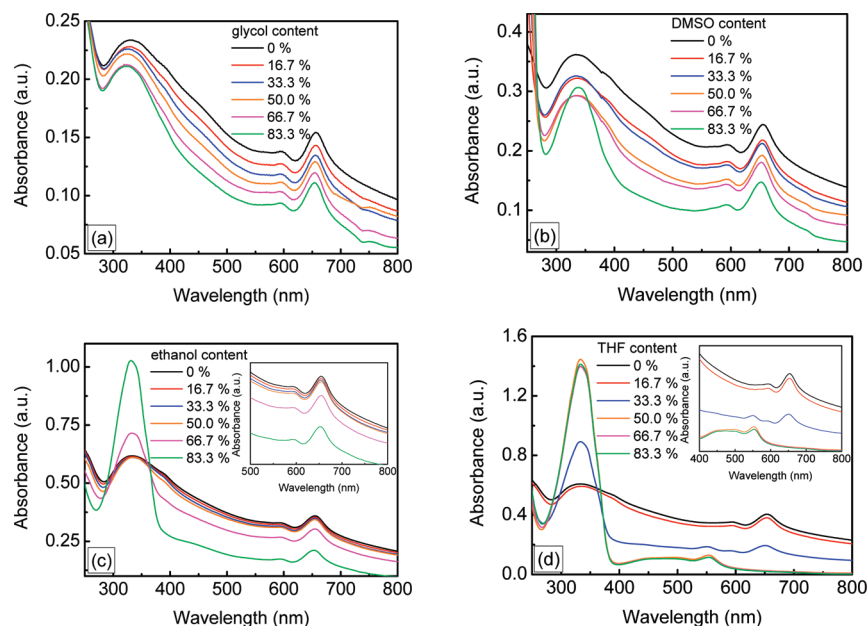 glycol content
0 %
16.7 %
33.3 %
50.0 %
66.7 %
83.3 %
0.25
0.20
0.15
0.10
0.05
Absorbance (a.u.)
(a)
300 400 500 600 700 800
Wavelength (nm)
DMSO content
0 %
16.7 %
33.3 %
50.0 %
66.7 %
83.3 %
0.4
0.3
0.2
0.1
Absorbance (a.u.)
(b)
300 400 500 600 700 800
Wavelength (nm)
ethanol content
0 %
16.7 %
33.3 %
50.0 %
66.7 %
83.3 %
1.00
0.75
0.50
0.25
Absorbance (a.u.)
Absorbance (a.u.)
500 600 700 800
Wavelength (nm)
(c)
300 400 500 600 700 800
Wavelength (nm)
THF content
0 %
16.7 %
33.3 %
50.0 %
66.7 %
83.3 %
1.6
1.2
0.8
0.4
0.0
Absorbance (a.u.)
Absorbance (a.u.)
400 500 600 700 800
Wavelength (nm)
(d)
300 400 500 600 700 800
Wavelength (nm)